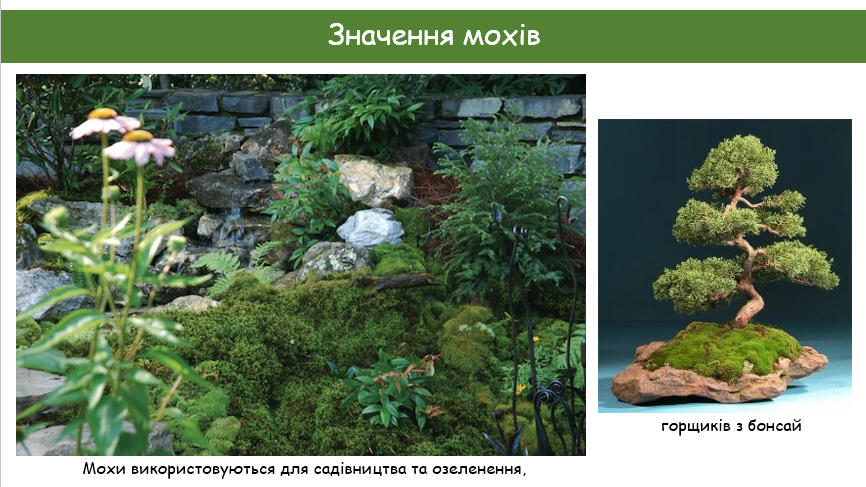 Значення мохів
Мохи використовуються для садівництва та озеленення,
горщиків з бонсай